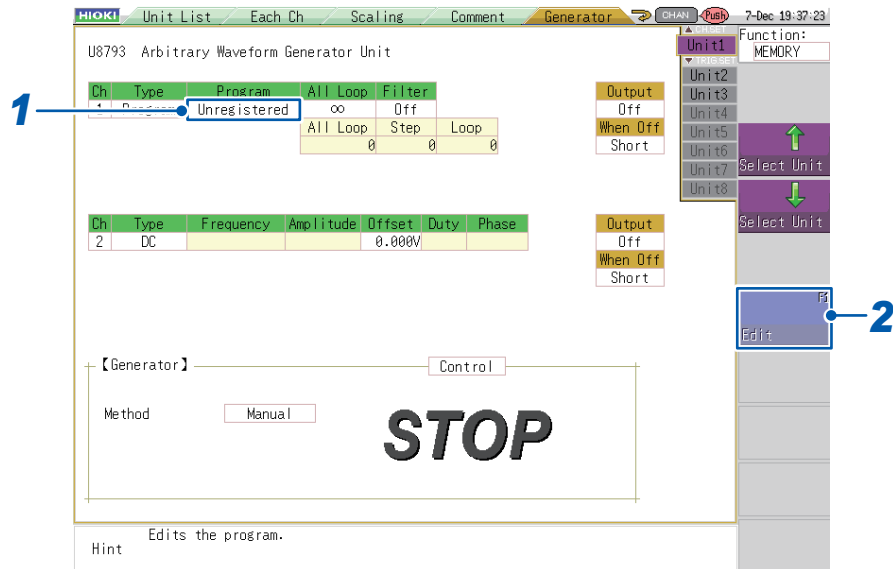 HIOKI Unit List Each Ch Scaling Comment Generator CHAN Push 7-Dec 19:37:23
CH.SET
Unit1
TRIG.SET
Unit2
Unit3
Unit4
Unit5
Unit6
Unit7
Unit8
Function:
MEMORY
Select Unit
Select Unit
F1
Edit
2
U8793 Arbitrary Waveform Generator Unit
1
Ch Type Program All Loop Filter
1 Program Unregistered ∞ Off
All Loop Step Loop
0 0 0
Output
Off
When Off
Short
Ch Type Frequency Amplitude Offset Duty Phase
2 DC 0.000V
Output
Off
When Off
Short
【Generator】 Control
Method Manual
STOP
Hint Edits the program.